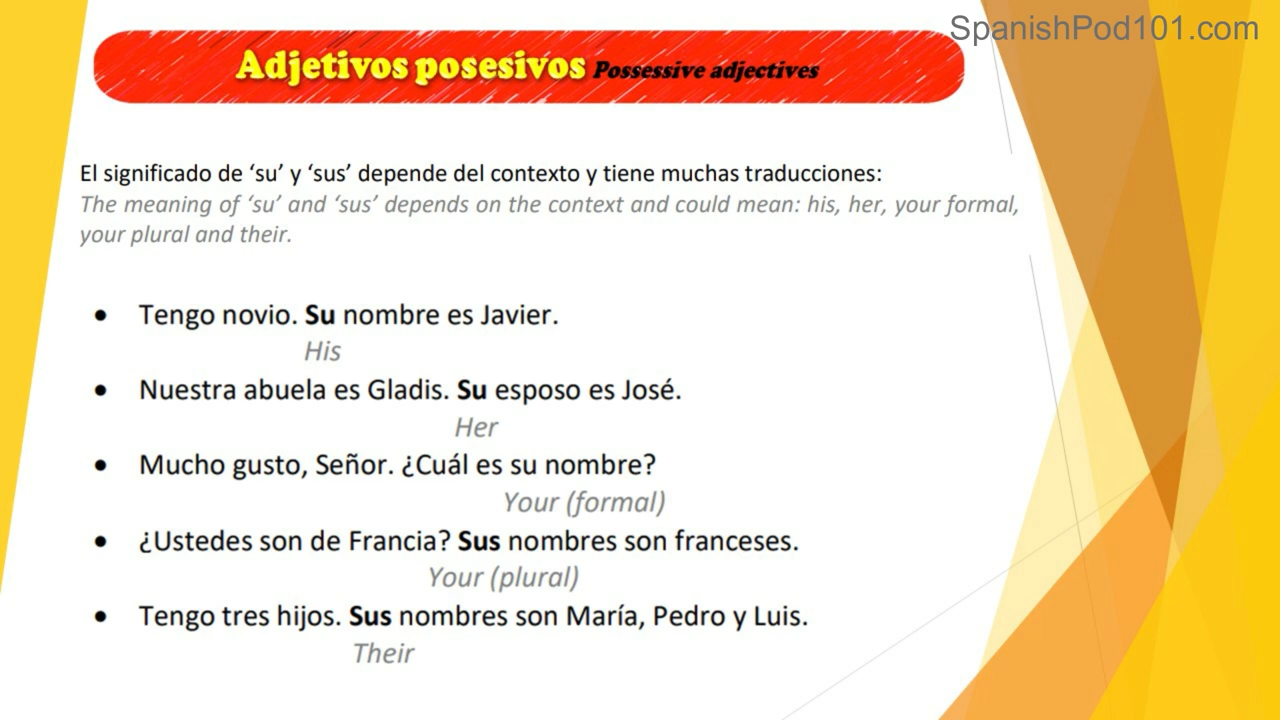 SpanishPod101.com
Adjetivos posesivos Possessive adjectives
El significado de ‘su’ y ‘sus’ depende del contexto y tiene muchas traducciones:
The meaning of ‘su’ and ‘sus’ depends on the context and could mean: his, her, your formal,
your plural and their.
• Tengo novio. Su nombre es Javier.
His
• Nuestra abuela es Gladis. Su esposo es José.
Her
• Mucho gusto, Señor. ¿Cuál es su nombre?
Your (formal)
• ¿Ustedes son de Francia? Sus nombres son franceses.
Your (plural)
• Tengo tres hijos. Sus nombres son María, Pedro y Luis.
Their